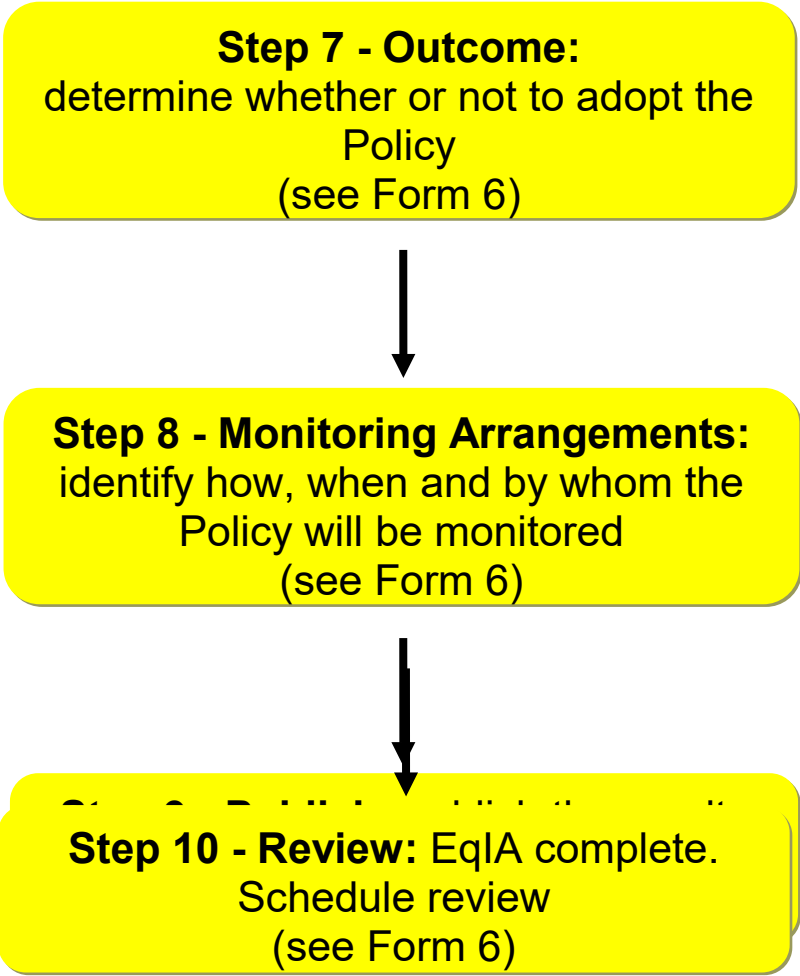 Step 7 - Outcome:
determine whether or not to adopt the
Policy
(see Form 6)
Step 8 - Monitoring Arrangements:
identify how, when and by whom the
Policy will be monitored
(see Form 6)
Step 10 - Review: EqIA complete.
Schedule review
(see Form 6)